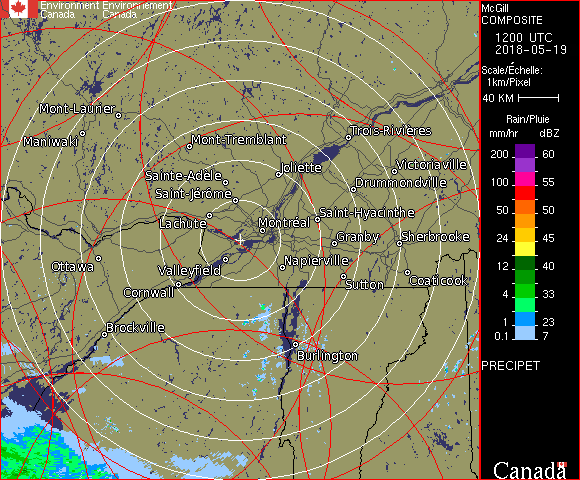 Environment Environnement
Canada Canada
McGill
COMPOSITE
1200 UTC
2018-05-19
Scale/Échelle:
1km/Pixel
40 KM
Rain/Pluie
mm/hr dBZ
200 60
100 55
50 50
24 45
12 40
4 33
1 23
0.1 7
PRECIPET
Mont-Laurier
Maniwaki
Mont-Tremblant
Trois-Rivières
Joliette
Victoriaville
Sainte-Adèle
Drummondville
Saint-Jérôme
Saint-Hyacinthe
Lachute
Montréal
Granby
Sherbrooke
Ottawa
Valleyfield
Napierville
Cornwall
Sutton
Coaticook
Brockville
Burlington
Canada